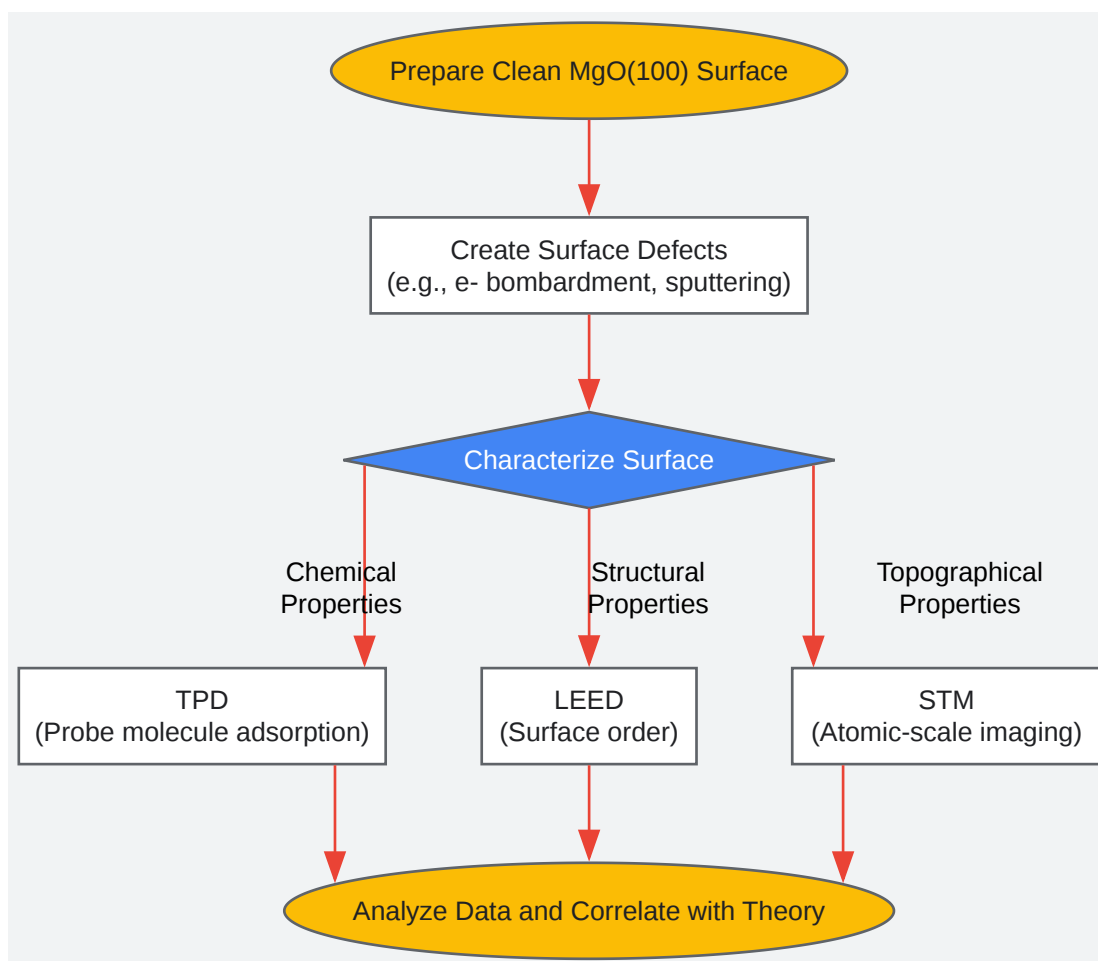 Prepare Clean MgO(100) Surface
Create Surface Defects
(e.g., e- bombardment, sputtering)
Characterize Surface
Chemical
Properties
Structural
Properties
Topographical
Properties
TPD
(Probe molecule adsorption)
LEED
(Surface order)
STM
(Atomic-scale imaging)
Analyze Data and Correlate with Theory